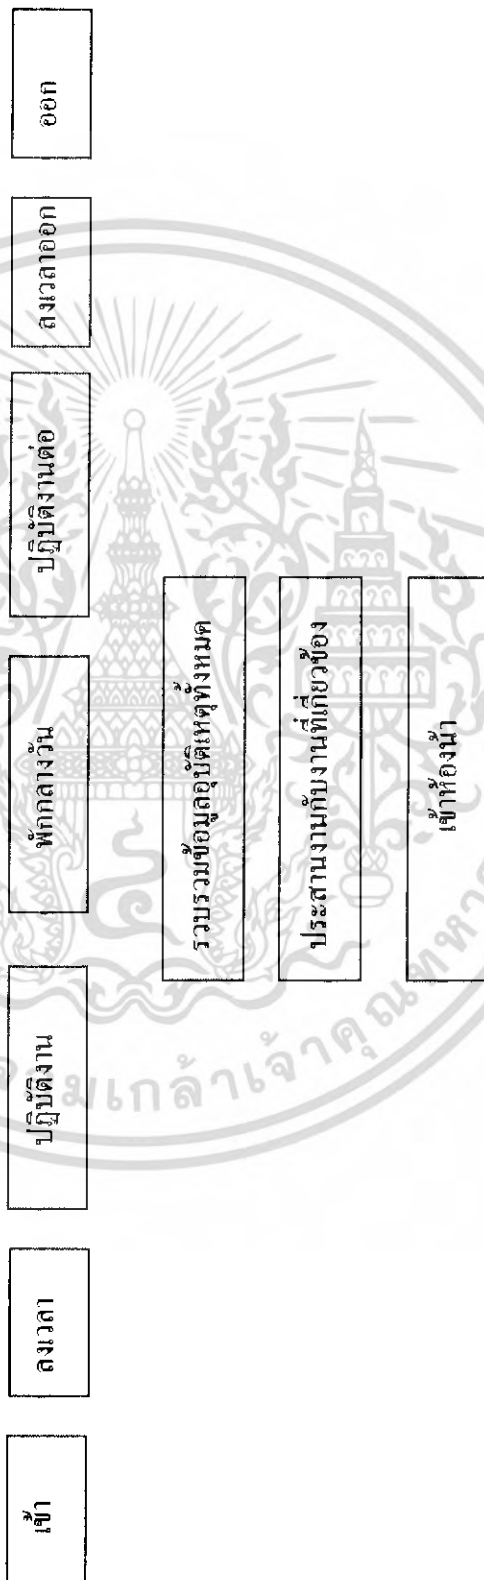 เข้า
ลงเวลา
ปฏิบัติงาน
พักกลางวัน
ปฏิบัติงานต่อ
ลงเวลาออก
ออก
รวบรวมข้อมูลอุบัติเหตุทั้งหมด
ประสานงานกับงานที่เกี่ยวข้อง
เข้าห้องน้ำ